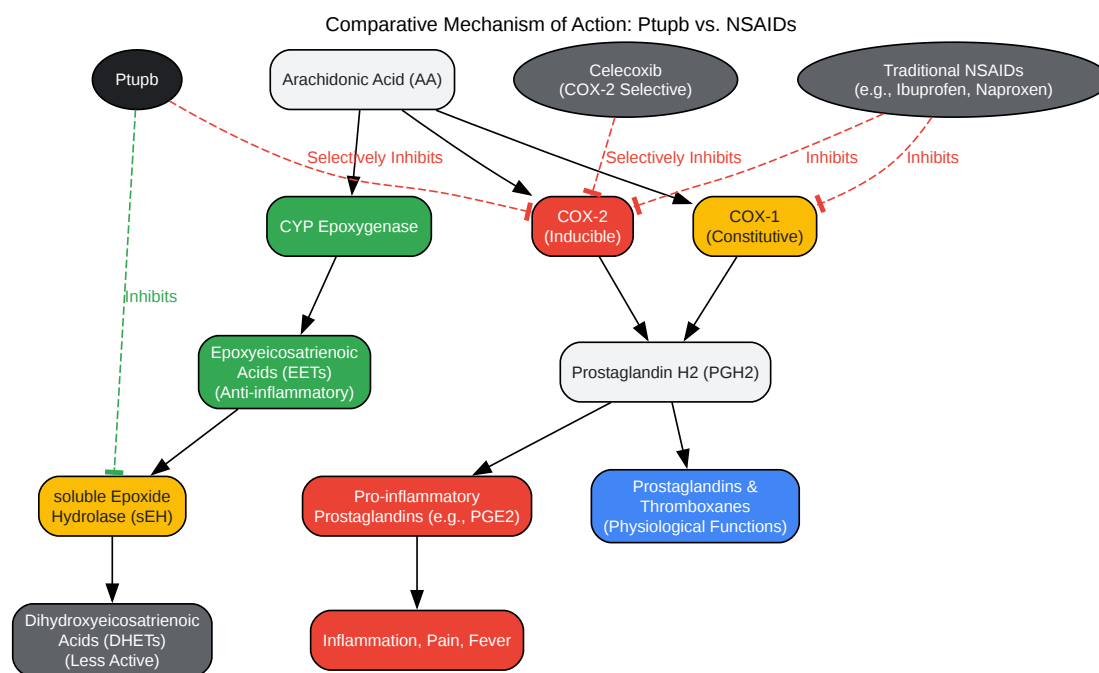 Comparative Mechanism of Action: Ptupb vs. NSAIDs
Ptupb
Arachidonic Acid (AA)
Celecoxib
(COX-2 Selective)
Traditional NSAIDs
(e.g., Ibuprofen, Naproxen)
Selectively Inhibits
Selectively Inhibits
Inhibits
Inhibits
CYP Epoxygenase
COX-2
(Inducible)
COX-1
(Constitutive)
Inhibits
Epoxyeicosatrienoic
Acids (EETs)
(Anti-inflammatory)
Prostaglandin H2 (PGH2)
soluble Epoxide
Hydrolase (sEH)
Pro-inflammatory
Prostaglandins (e.g., PGE2)
Prostaglandins &
Thromboxanes
(Physiological Functions)
Dihydroxyeicosatrienoic
Acids (DHETs)
(Less Active)
Inflammation, Pain, Fever